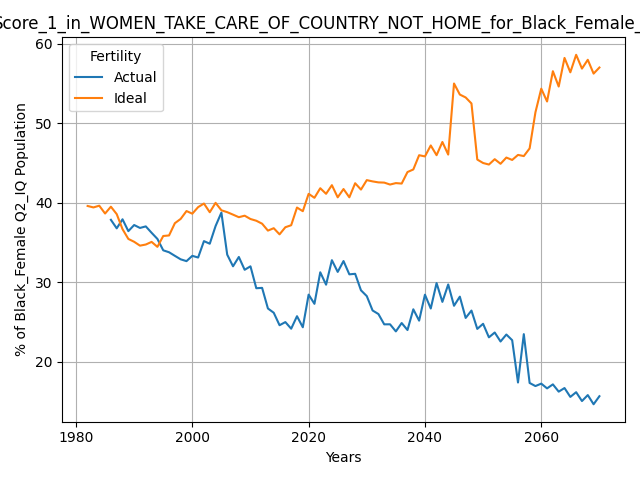 Score_1_in_WOMEN_TAKE_CARE_OF_COUNTRY_NOT_HOME_for_Black_Female_
Fertility
Actual
Ideal
% of Black_Female Q2_IQ Population
60
50
40
30
20
1980 2000 2020 2040 2060
Years